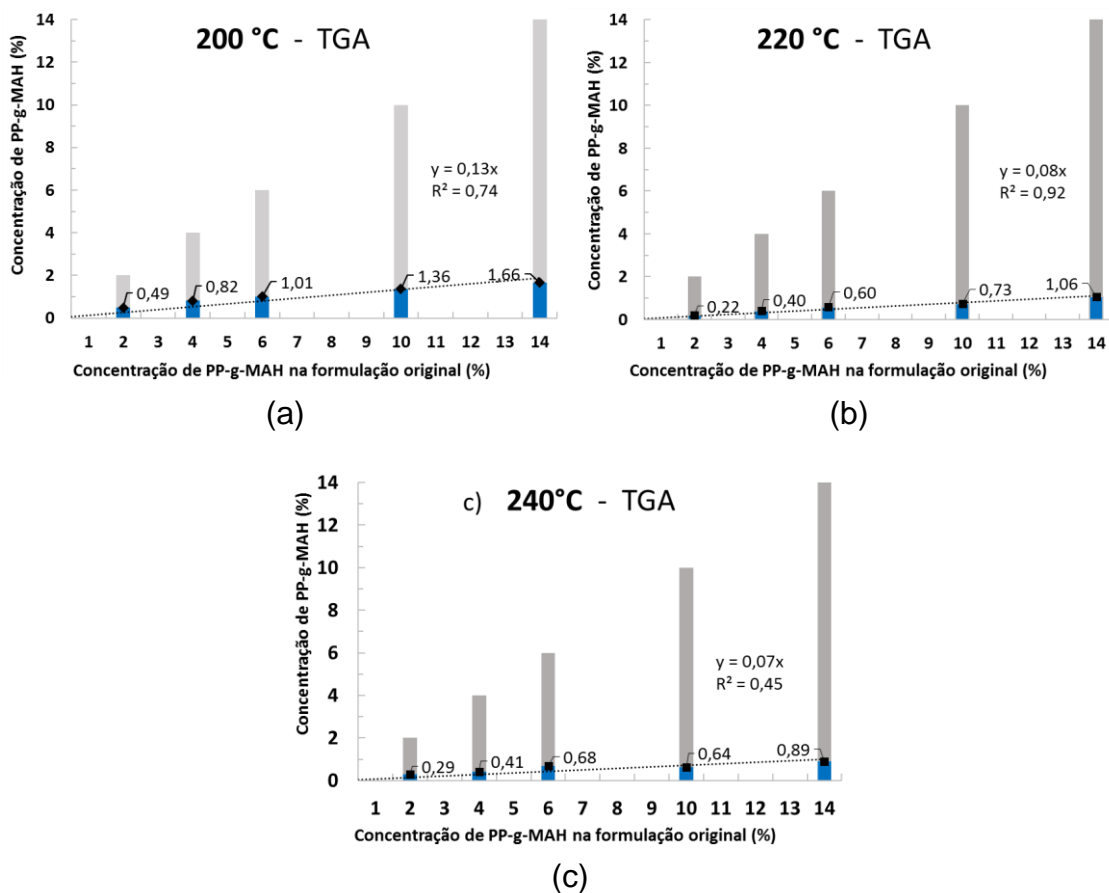 (a)
200 °C - TGA
Concentração de PP-g-MAH (%)
14
12
10
8
6
4
2
0
y = 0,13x
R² = 0,74
0,49
0,82
1,01
1,36
1,66
1 2 3 4 5 6 7 8 9 10 11 12 13 14
Concentração de PP-g-MAH na formulação original (%)
(a)
b)
220 °C - TGA
Concentração de PP-g-MAH (%)
14
12
10
8
6
4
2
0
y = 0,08x
R² = 0,92
0,22
0,40
0,60
0,73
1,06
1 2 3 4 5 6 7 8 9 10 11 12 13 14
Concentração de PP-g-MAH na formulação original (%)
(b)
c) 240°C - TGA
Concentração de PP-g-MAH (%)
14
12
10
8
6
4
2
0
y = 0,07x
R² = 0,45
0,29
0,41
0,68
0,64
0,89
1 2 3 4 5 6 7 8 9 10 11 12 13 14
Concentração de PP-g-MAH na formulação original (%)
(c)